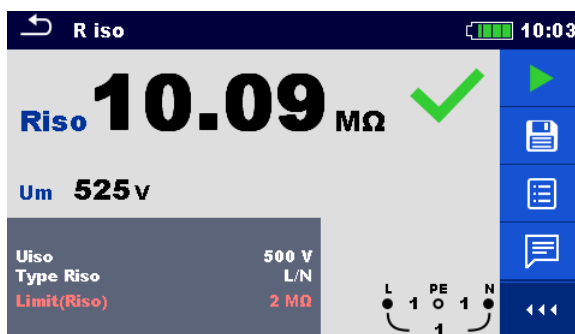 R iso 10:03
Riso 10.09 MΩ
Um 525 V
Uiso 500 V
Type Riso L/N
Limit(Riso) 2 MΩ
L PE N
1 1
1